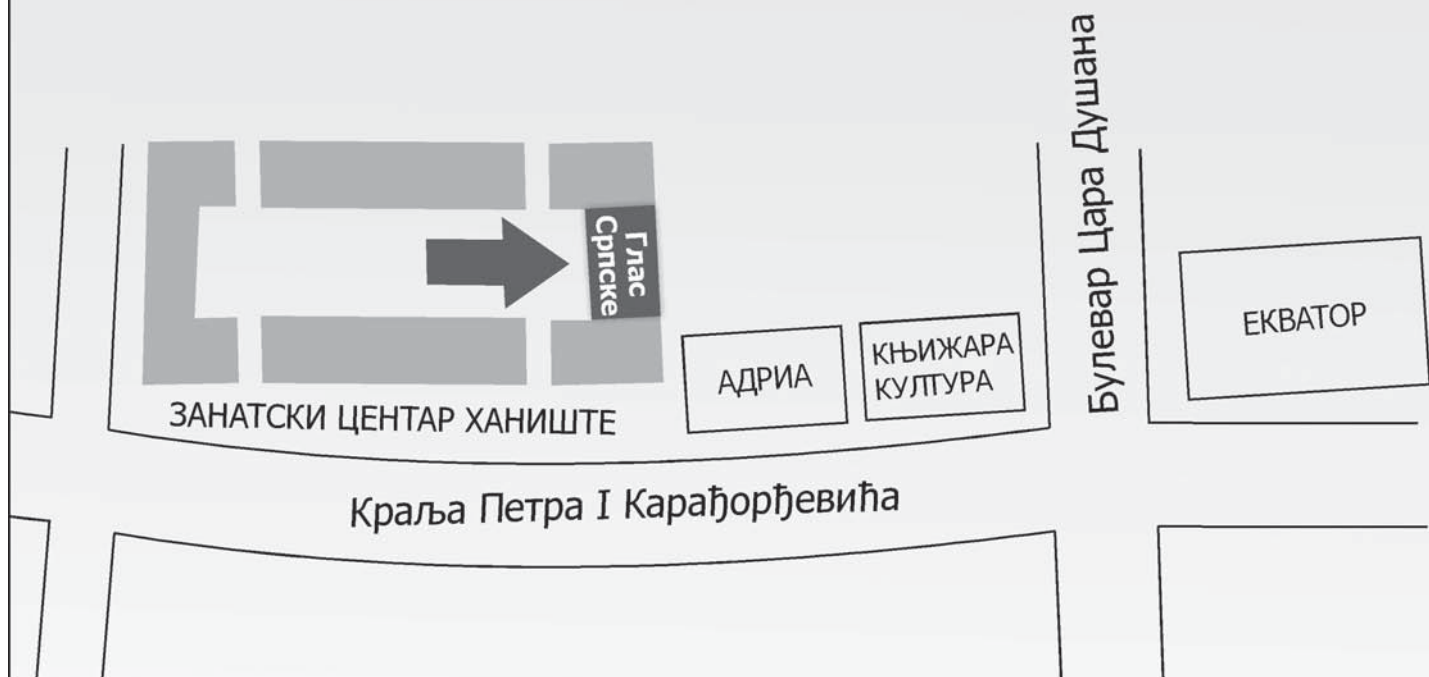 Булевар Цара Душана
Глас
Српске
ЕКВАТОР
АДРИА
КЊИЖАРА
КУЛТУРА
ЗАНАТСКИ ЦЕНТАР ХАНИШТЕ
Краља Петра I Карађорђевића